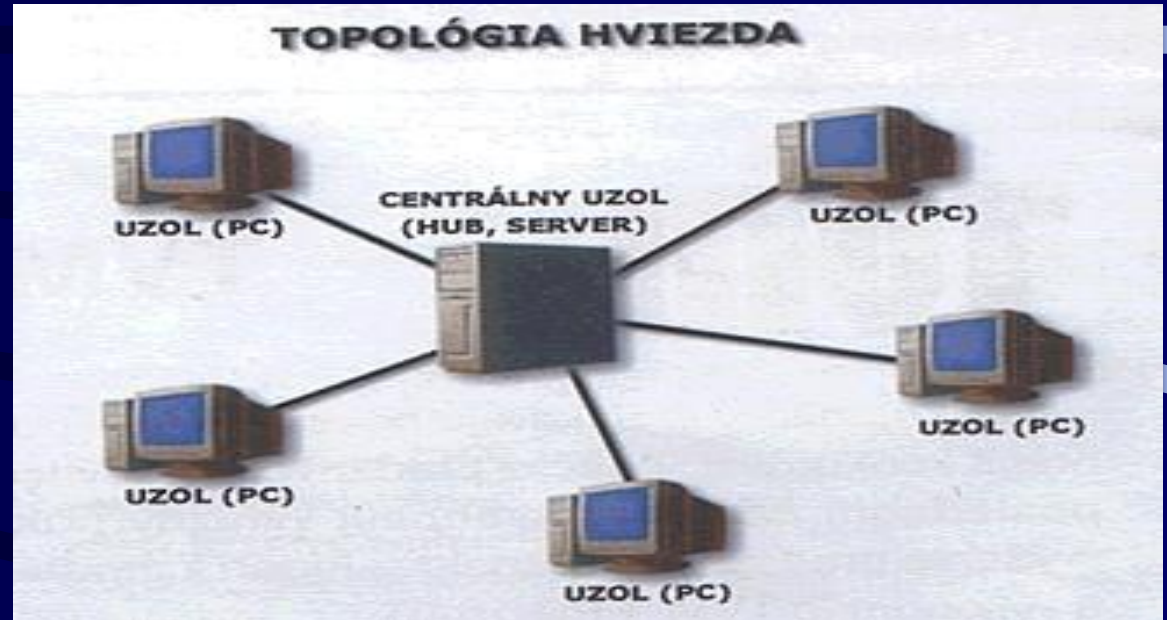 TOPOLÓGIA HVIEZDA
UZOL (PC)
CENTRÁLNY UZOL
(HUB, SERVER)
UZOL (PC)
UZOL (PC)
UZOL (PC)
UZOL (PC)